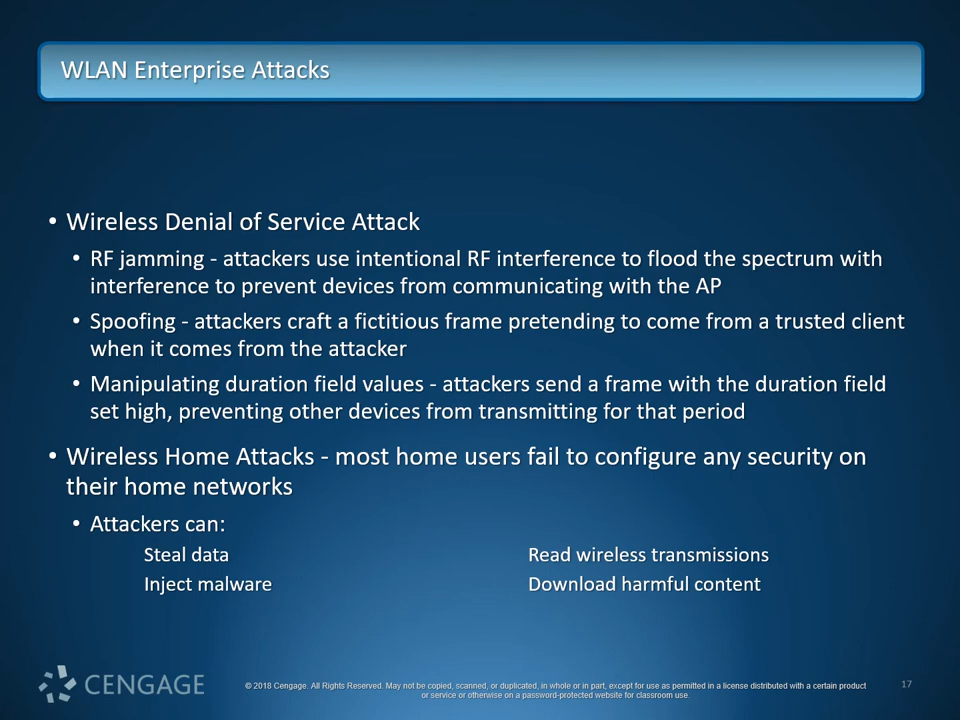 WLAN Enterprise Attacks
• Wireless Denial of Service Attack
• RF jamming - attackers use intentional RF interference to flood the spectrum with
interference to prevent devices from communicating with the AP
• Spoofing - attackers craft a fictitious frame pretending to come from a trusted client
when it comes from the attacker
• Manipulating duration field values - attackers send a frame with the duration field
set high, preventing other devices from transmitting for that period
• Wireless Home Attacks - most home users fail to configure any security on
their home networks
• Attackers can:
Steal data Read wireless transmissions
Inject malware Download harmful content
CENGAGE
© 2018 Cengage. All Rights Reserved. May not be copied, scanned, or duplicated, in whole or in part, except for use as permitted in a license distributed with a certain product
or service or otherwise on a password-protected website for classroom use.
17